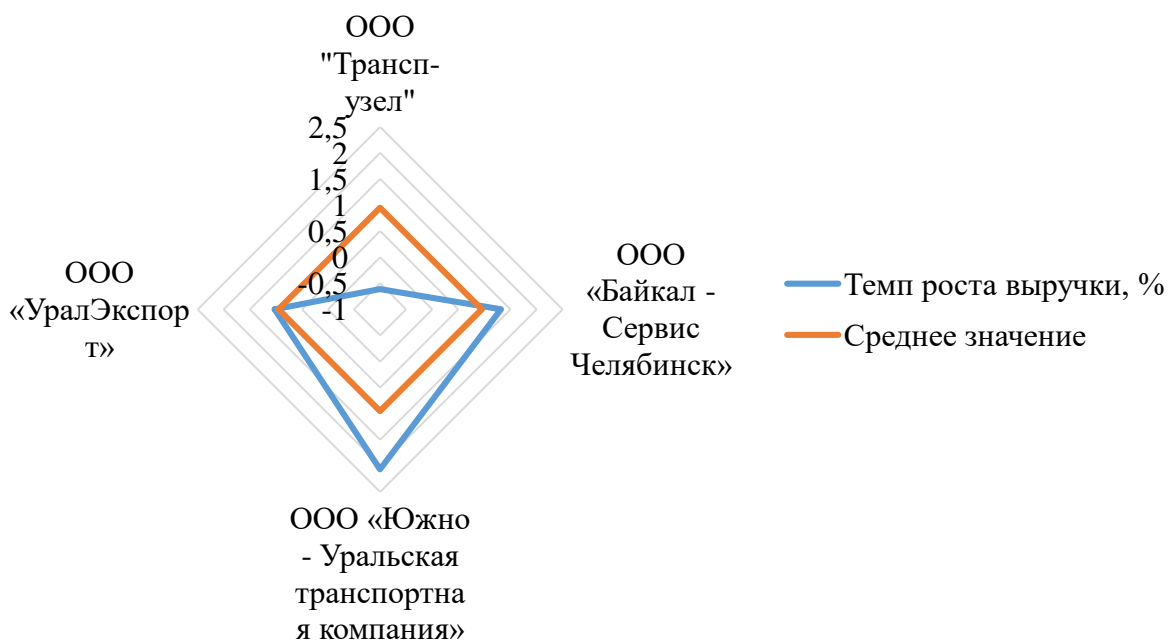 ООО
"Трансп-
узел"
2,5
2
1,5
1
0,5
0
-0,5
-1
ООО
«Байкал -
Сервис
Челябинск»
ООО «Южно
- Уральская
транспортна
я компания»
ООО
«УралЭкспор
т»
Темп роста выручки, %
Среднее значение